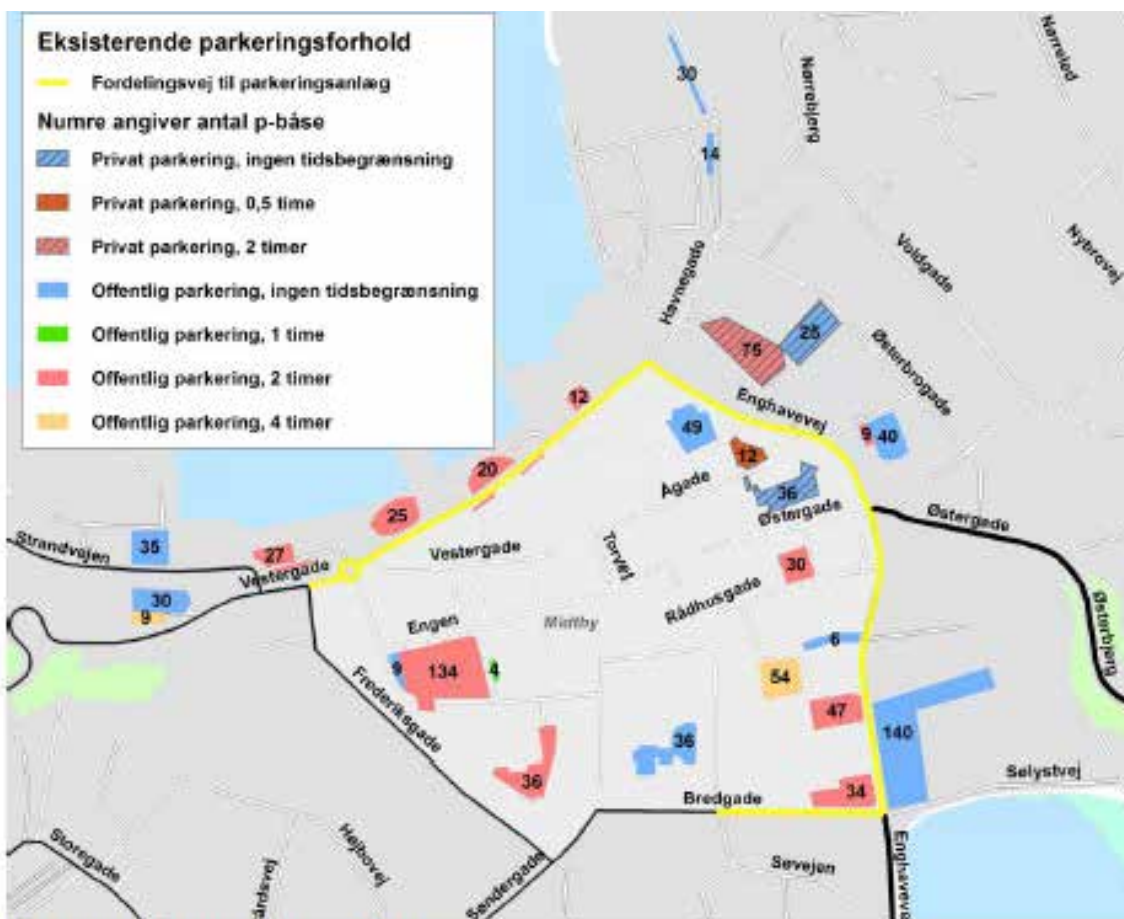 Eksisterende parkeringsforhold
Fordelingsvej til parkeringsanlæg
Numre angiver antal p-båse
Privat parkering, ingen tidsbegrænsning
Privat parkering, 0,5 time
Privat parkering, 2 timer
Offentlig parkering, ingen tidsbegrænsning
Offentlig parkering, 1 time
Offentlig parkering, 2 timer
Offentlig parkering, 4 timer
30
14
Nørrebjerg
Nørrelød
Nybrovej
Voldgade
Havnegade
75
25
Østerbrogade
12
Enghavevej
49
9
40
12
20
Ågade
36
Østergade
25
Østergade
Strandvejen
35
27
Vestergade
Vestergade
Torvet
30
30
9
Rådhusgade
Østerbjerg
Engen
Midtby
6
9
134
4
54
Frederiksgade
47
140
36
36
Sølystvej
Bredgade
34
Storegade
Højbovej
årdsvej
Søndergade
Søvejen
Enghaveve